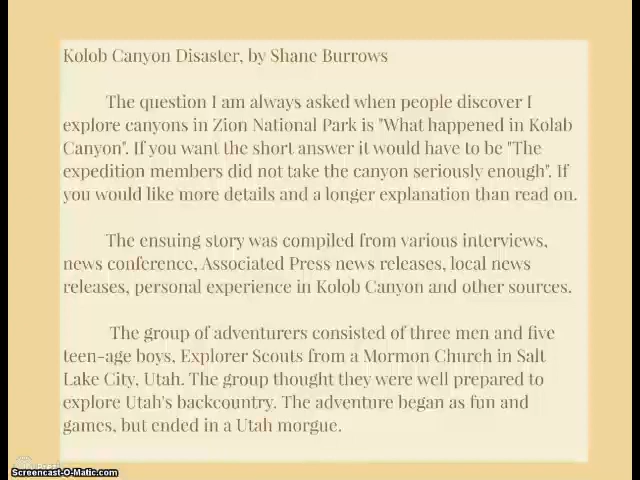 Kolob Canyon Disaster, by Shane Burrows
The question I am always asked when people discover I
explore canyons in Zion National Park is "What happened in Kolab
Canyon". If you want the short answer it would have to be "The
expedition members did not take the canyon seriously enough". If
you would like more details and a longer explanation than read on.
The ensuing story was compiled from various interviews,
news conference, Associated Press news releases, local news
releases, personal experience in Kolob Canyon and other sources.
The group of adventurers consisted of three men and five
teen-age boys, Explorer Scouts from a Mormon Church in Salt
Lake City, Utah. The group thought they were well prepared to
explore Utah's backcountry. The adventure began as fun and
games, but ended in a Utah morgue.
Screencast-O-Matic.com